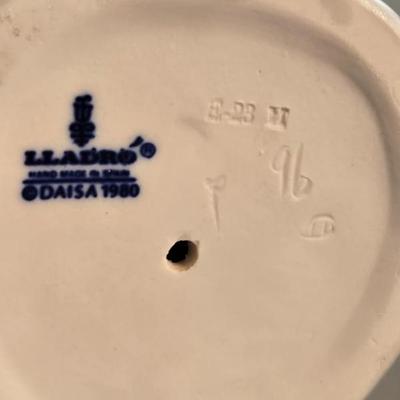 LLADRÓ®
HAND MADE IN SPAIN
© DAISA 1980
96